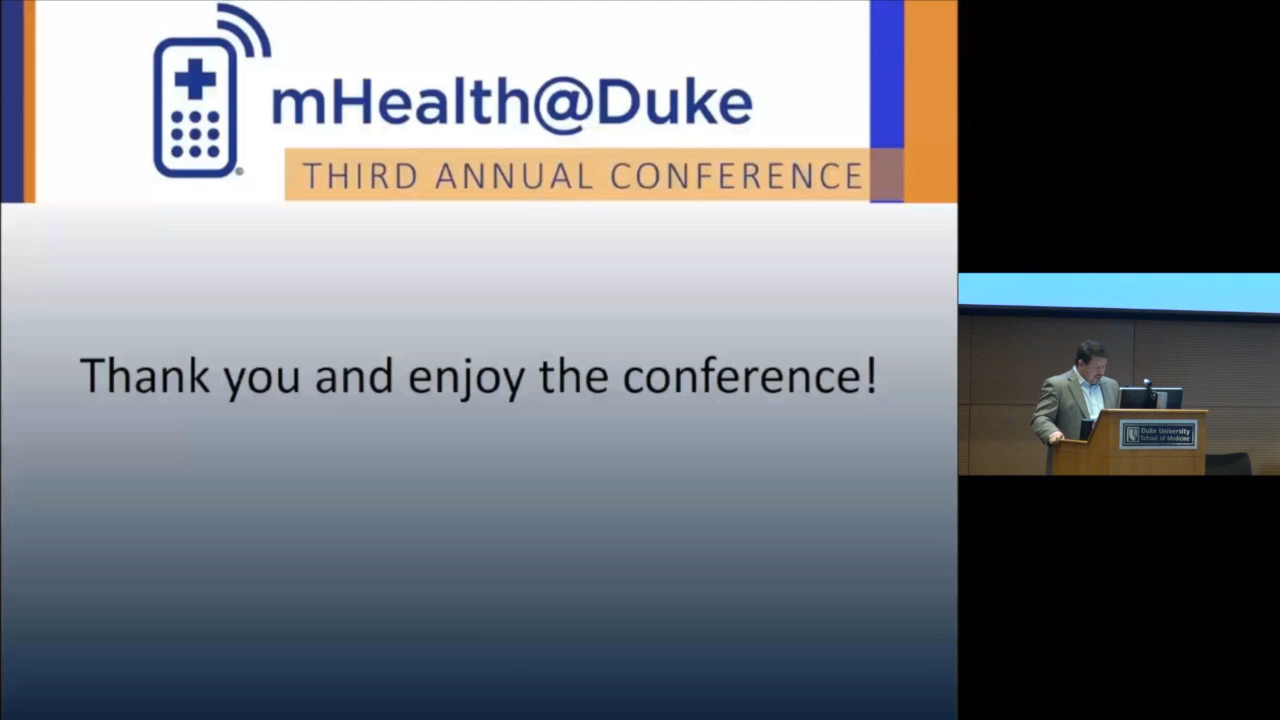 mHealth@Duke
©
THIRD ANNUAL CONFERENCE
Thank you and enjoy the conference!
Duke University
School of Medicine